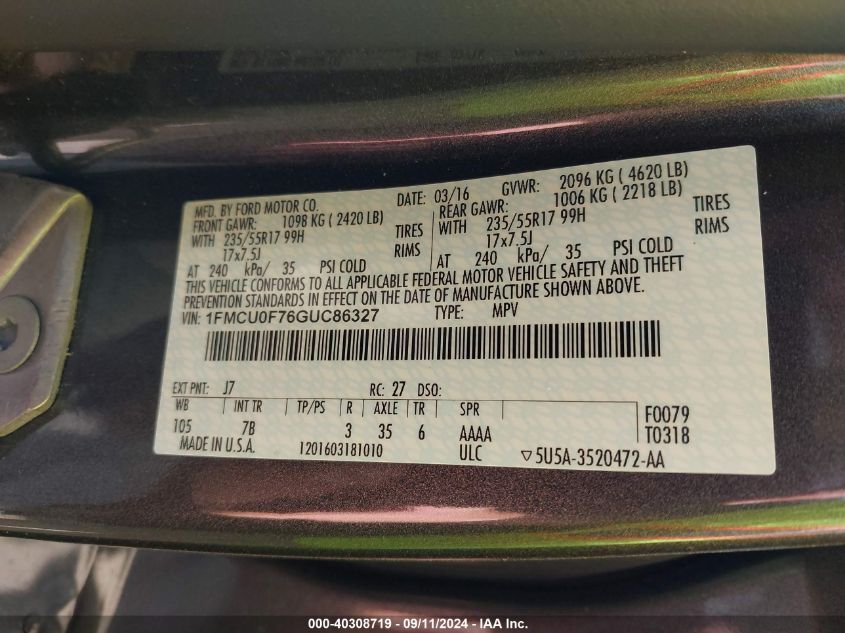 MFD. BY FORD MOTOR CO. DATE: 03/16 GVWR: 2096 KG ( 4620 LB)
FRONT GAWR: 1098 KG ( 2420 LB) REAR GAWR: 1006 KG ( 2218 LB)
WITH 235/55R17 99H TIRES WITH 235/55R17 99H TIRES
17x7.5J RIMS 17x7.5J RIMS
AT 240 kPa/ 35 PSI COLD AT 240 kPa/ 35 PSI COLD
THIS VEHICLE CONFORMS TO ALL APPLICABLE FEDERAL MOTOR VEHICLE SAFETY AND THEFT
PREVENTION STANDARDS IN EFFECT ON THE DATE OF MANUFACTURE SHOWN ABOVE.
VIN: 1FMCU0F76GUC86327 TYPE: MPV
EXT PNT: J7 RC: 27 DSO:
WB INT TR TP/PS R AXLE TR SPR F0079
105 7B 3 35 6 AAAA T0318
MADE IN U.S.A. 1201603181010 ULC ▽5U5A-3520472-AA
000-40308719 - 09/11/2024 - IAA Inc.